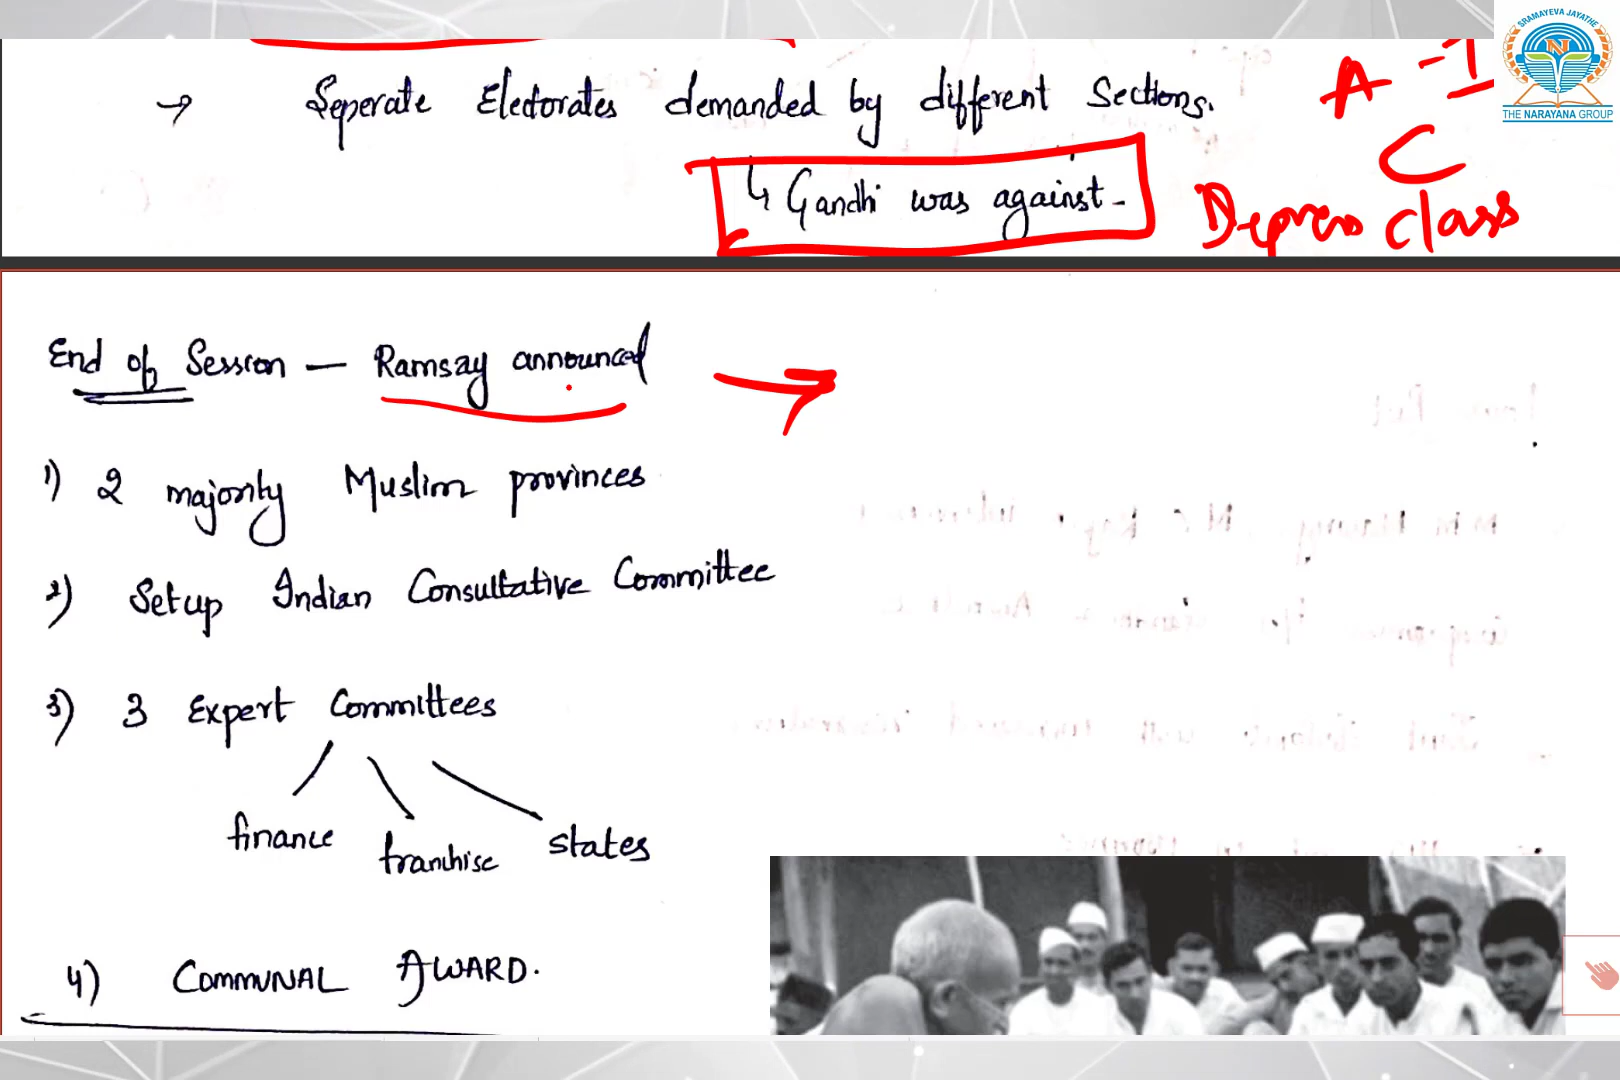 SRAMAYEVA JAYATHE
N
THE NARAYANA GROUP
A - I
→ Seperate Electorates demanded by different Sections.
C
↳ Gandhi was against -
Depress class
End of Session — Ramsay announced →
1) 2 majority Muslim provinces
2) Setup Indian Consultative Committee
3) 3 Expert Committees
finance franchise states
4) COMMUNAL AWARD.